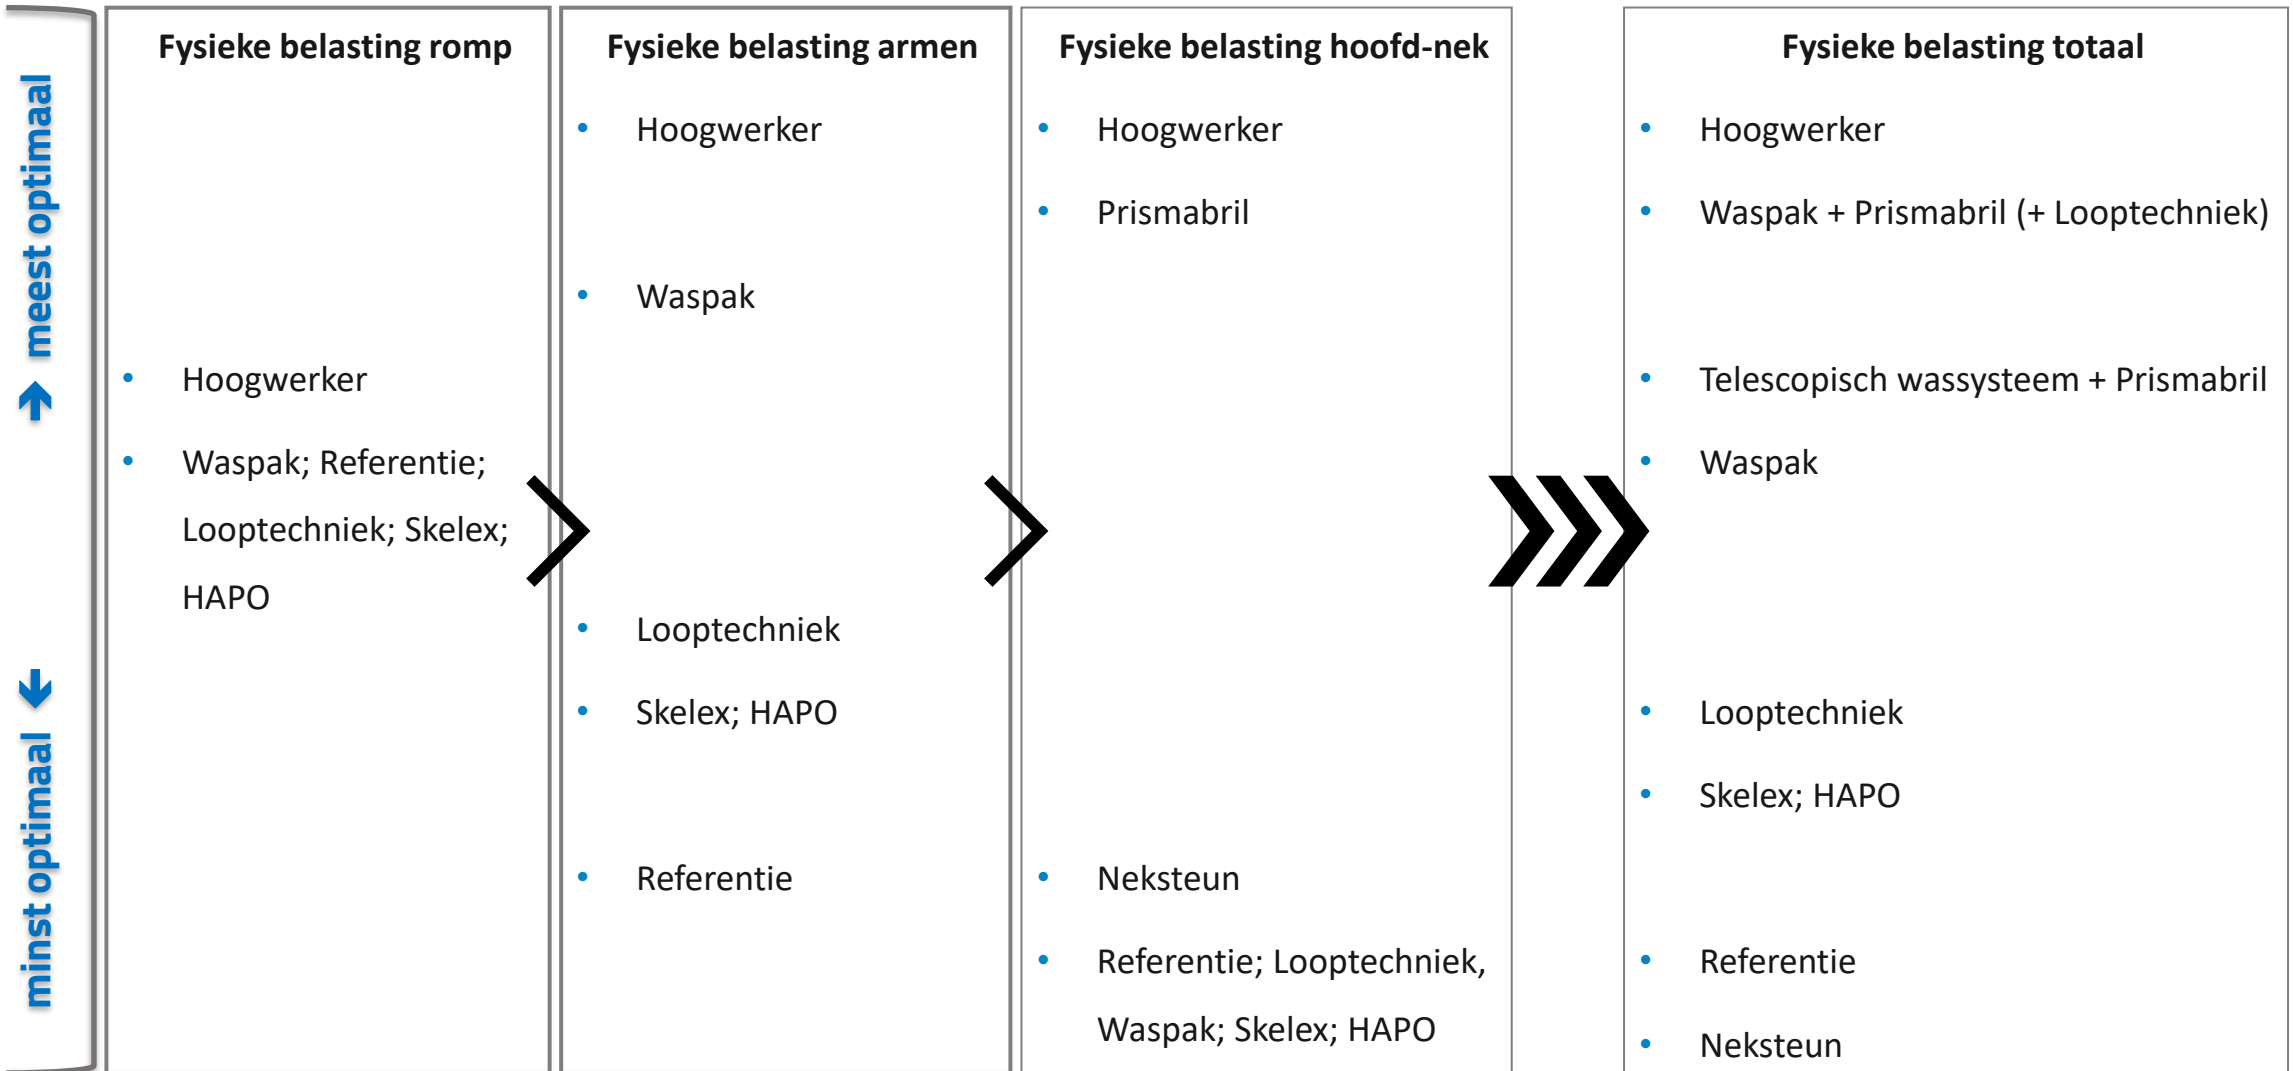 meest optimaal
minst optimaal
Fysieke belasting romp
Hoogwerker
Waspak; Referentie;
Looptechniek; Skelex;
HAPO
Fysieke belasting armen
Hoogwerker
Waspak
Looptechniek
Skelex; HAPO
Referentie
Fysieke belasting hoofd-nek
Hoogwerker
Prismabril
Neksteun
Referentie; Looptechniek,
Waspak; Skelex; HAPO
Fysieke belasting totaal
Hoogwerker
Waspak + Prismabril (+ Looptechniek)
Telescopisch wassysteem + Prismabril
Waspak
Looptechniek
Skelex; HAPO
Referentie
Neksteun